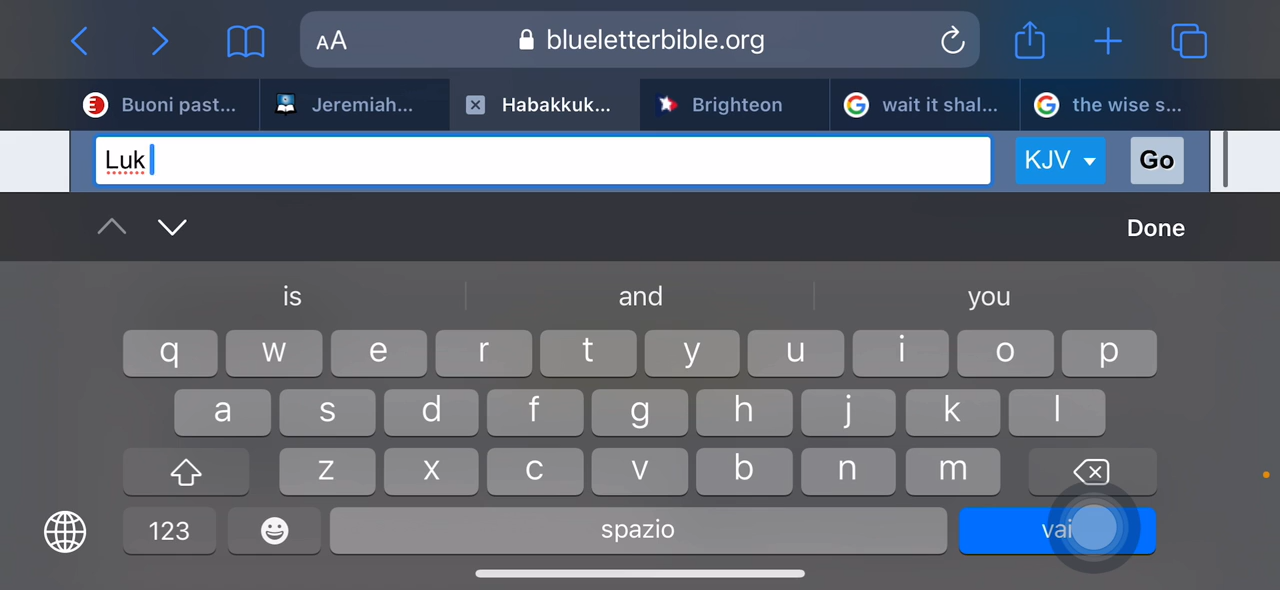 AA blueletterbible.org
Buoni past... Jeremiah... Habakkuk... Brighteon wait it shal... the wise s...
Luk KJV Go
Done
is and you
q w e r t y u i o p
a s d f g h j k l
z x c v b n m
123 spazio vai